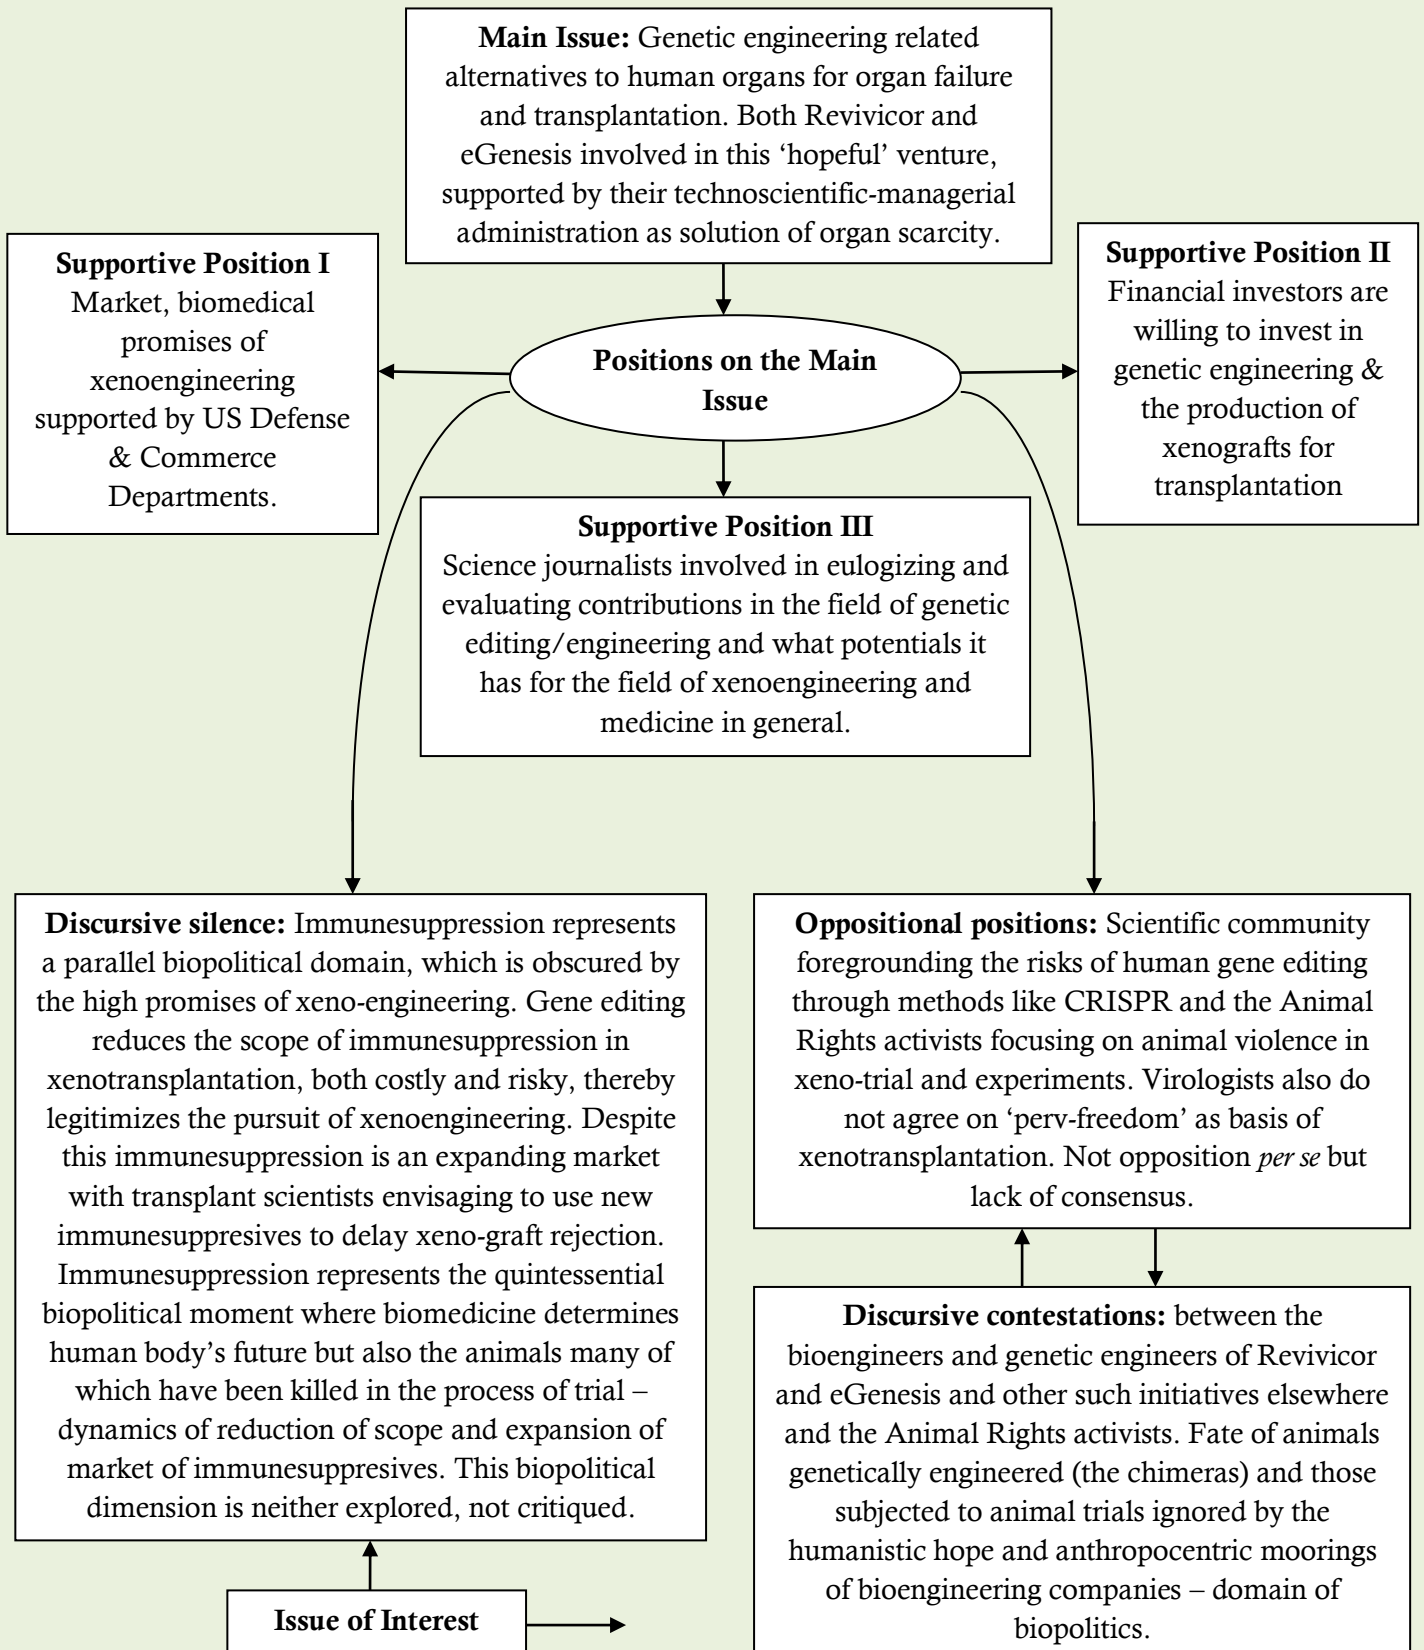 Main Issue: Genetic engineering related
alternatives to human organs for organ failure
and transplantation. Both Revivicor and
eGenesis involved in this ‘hopeful’ venture,
supported by their technoscientific-managerial
administration as solution of organ scarcity.
Supportive Position I
Market, biomedical
promises of
xenoengineering
supported by US Defense
& Commerce
Departments.
Positions on the Main
Issue
Supportive Position II
Financial investors are
willing to invest in
genetic engineering &
the production of
xenografts for
transplantation
Supportive Position III
Science journalists involved in eulogizing and
evaluating contributions in the field of genetic
editing/engineering and what potentials it
has for the field of xenoengineering and
medicine in general.
Discursive silence: Immunesuppression represents
a parallel biopolitical domain, which is obscured by
the high promises of xeno-engineering. Gene editing
reduces the scope of immunesuppression in
xenotransplantation, both costly and risky, thereby
legitimizes the pursuit of xenoengineering. Despite
this immunesuppression is an expanding market
with transplant scientists envisaging to use new
immunesuppresives to delay xeno-graft rejection.
Immunesuppression represents the quintessential
biopolitical moment where biomedicine determines
human body’s future but also the animals many of
which have been killed in the process of trial –
dynamics of reduction of scope and expansion of
market of immunesuppresives. This biopolitical
dimension is neither explored, not critiqued.
Oppositional positions: Scientific community
foregrounding the risks of human gene editing
through methods like CRISPR and the Animal
Rights activists focusing on animal violence in
xeno-trial and experiments. Virologists also do
not agree on ‘perv-freedom’ as basis of
xenotransplantation. Not opposition per se but
lack of consensus.
Discursive contestations: between the
bioengineers and genetic engineers of Revivicor
and eGenesis and other such initiatives elsewhere
and the Animal Rights activists. Fate of animals
genetically engineered (the chimeras) and those
subjected to animal trials ignored by the
humanistic hope and anthropocentric moorings
of bioengineering companies – domain of
biopolitics.
Issue of Interest